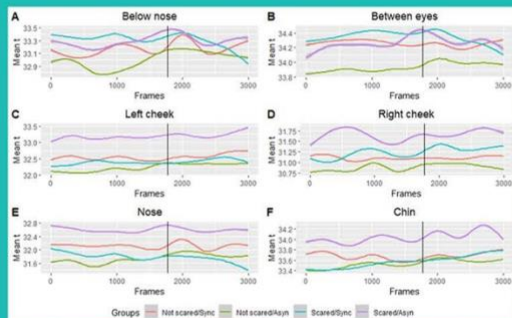 A Below nose
33.5
33.2
32.9
Mean t
0 1000 2000 3000
Frames
B Between eyes
34.4
34.1
33.8
Mean t
0 1000 2000 3000
Frames
C Left cheek
33.5
33.0
32.5
32.0
Mean t
0 1000 2000 3000
Frames
D Right cheek
31.75
31.50
31.25
31.00
30.75
Mean t
0 1000 2000 3000
Frames
E Nose
32.8
32.4
32.0
31.6
Mean t
0 1000 2000 3000
Frames
F Chin
34.2
34.0
33.8
33.6
33.4
Mean t
0 1000 2000 3000
Frames
Groups Not scared/Sync Not scared/Asyn Scared/Sync Scared/Asyn